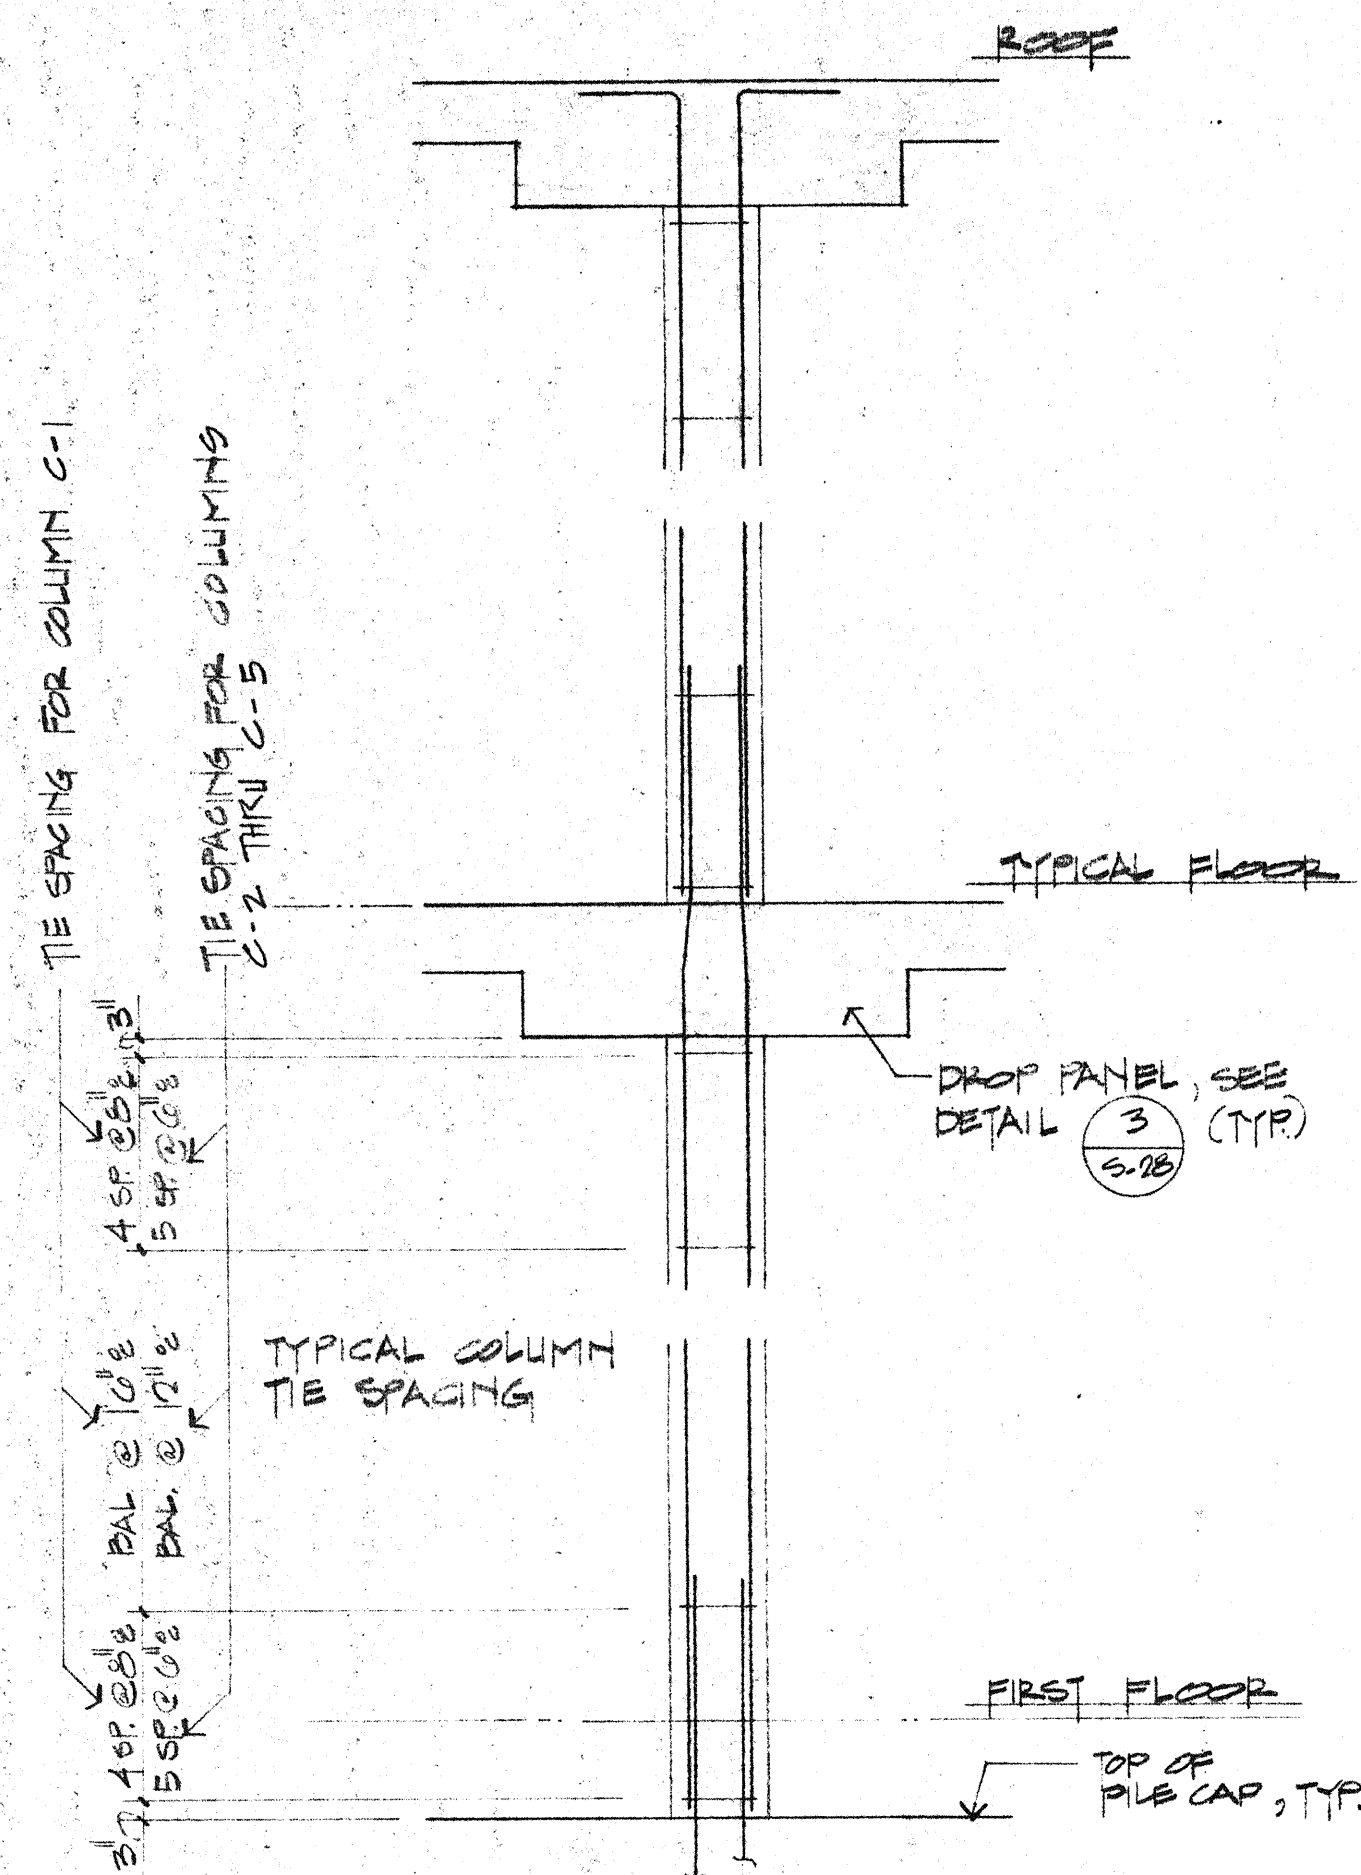 ROOF
TIE SPACING FOR COLUMN C-1
TIE SPACING FOR COLUMNS
C-2 THRU C-5
TYPICAL FLOOR
3"
4 SP. @ 8"
5 SP. @ 6"
DROP PANEL, SEE
DETAIL 3 (TYP.)
S-28
BAL @ 16"
BAL. @ 12"
TYPICAL COLUMN
TIE SPACING
4 SP. @ 8"
5 SP. @ 6"
3"
FIRST FLOOR
TOP OF
PILE CAP, TYP.